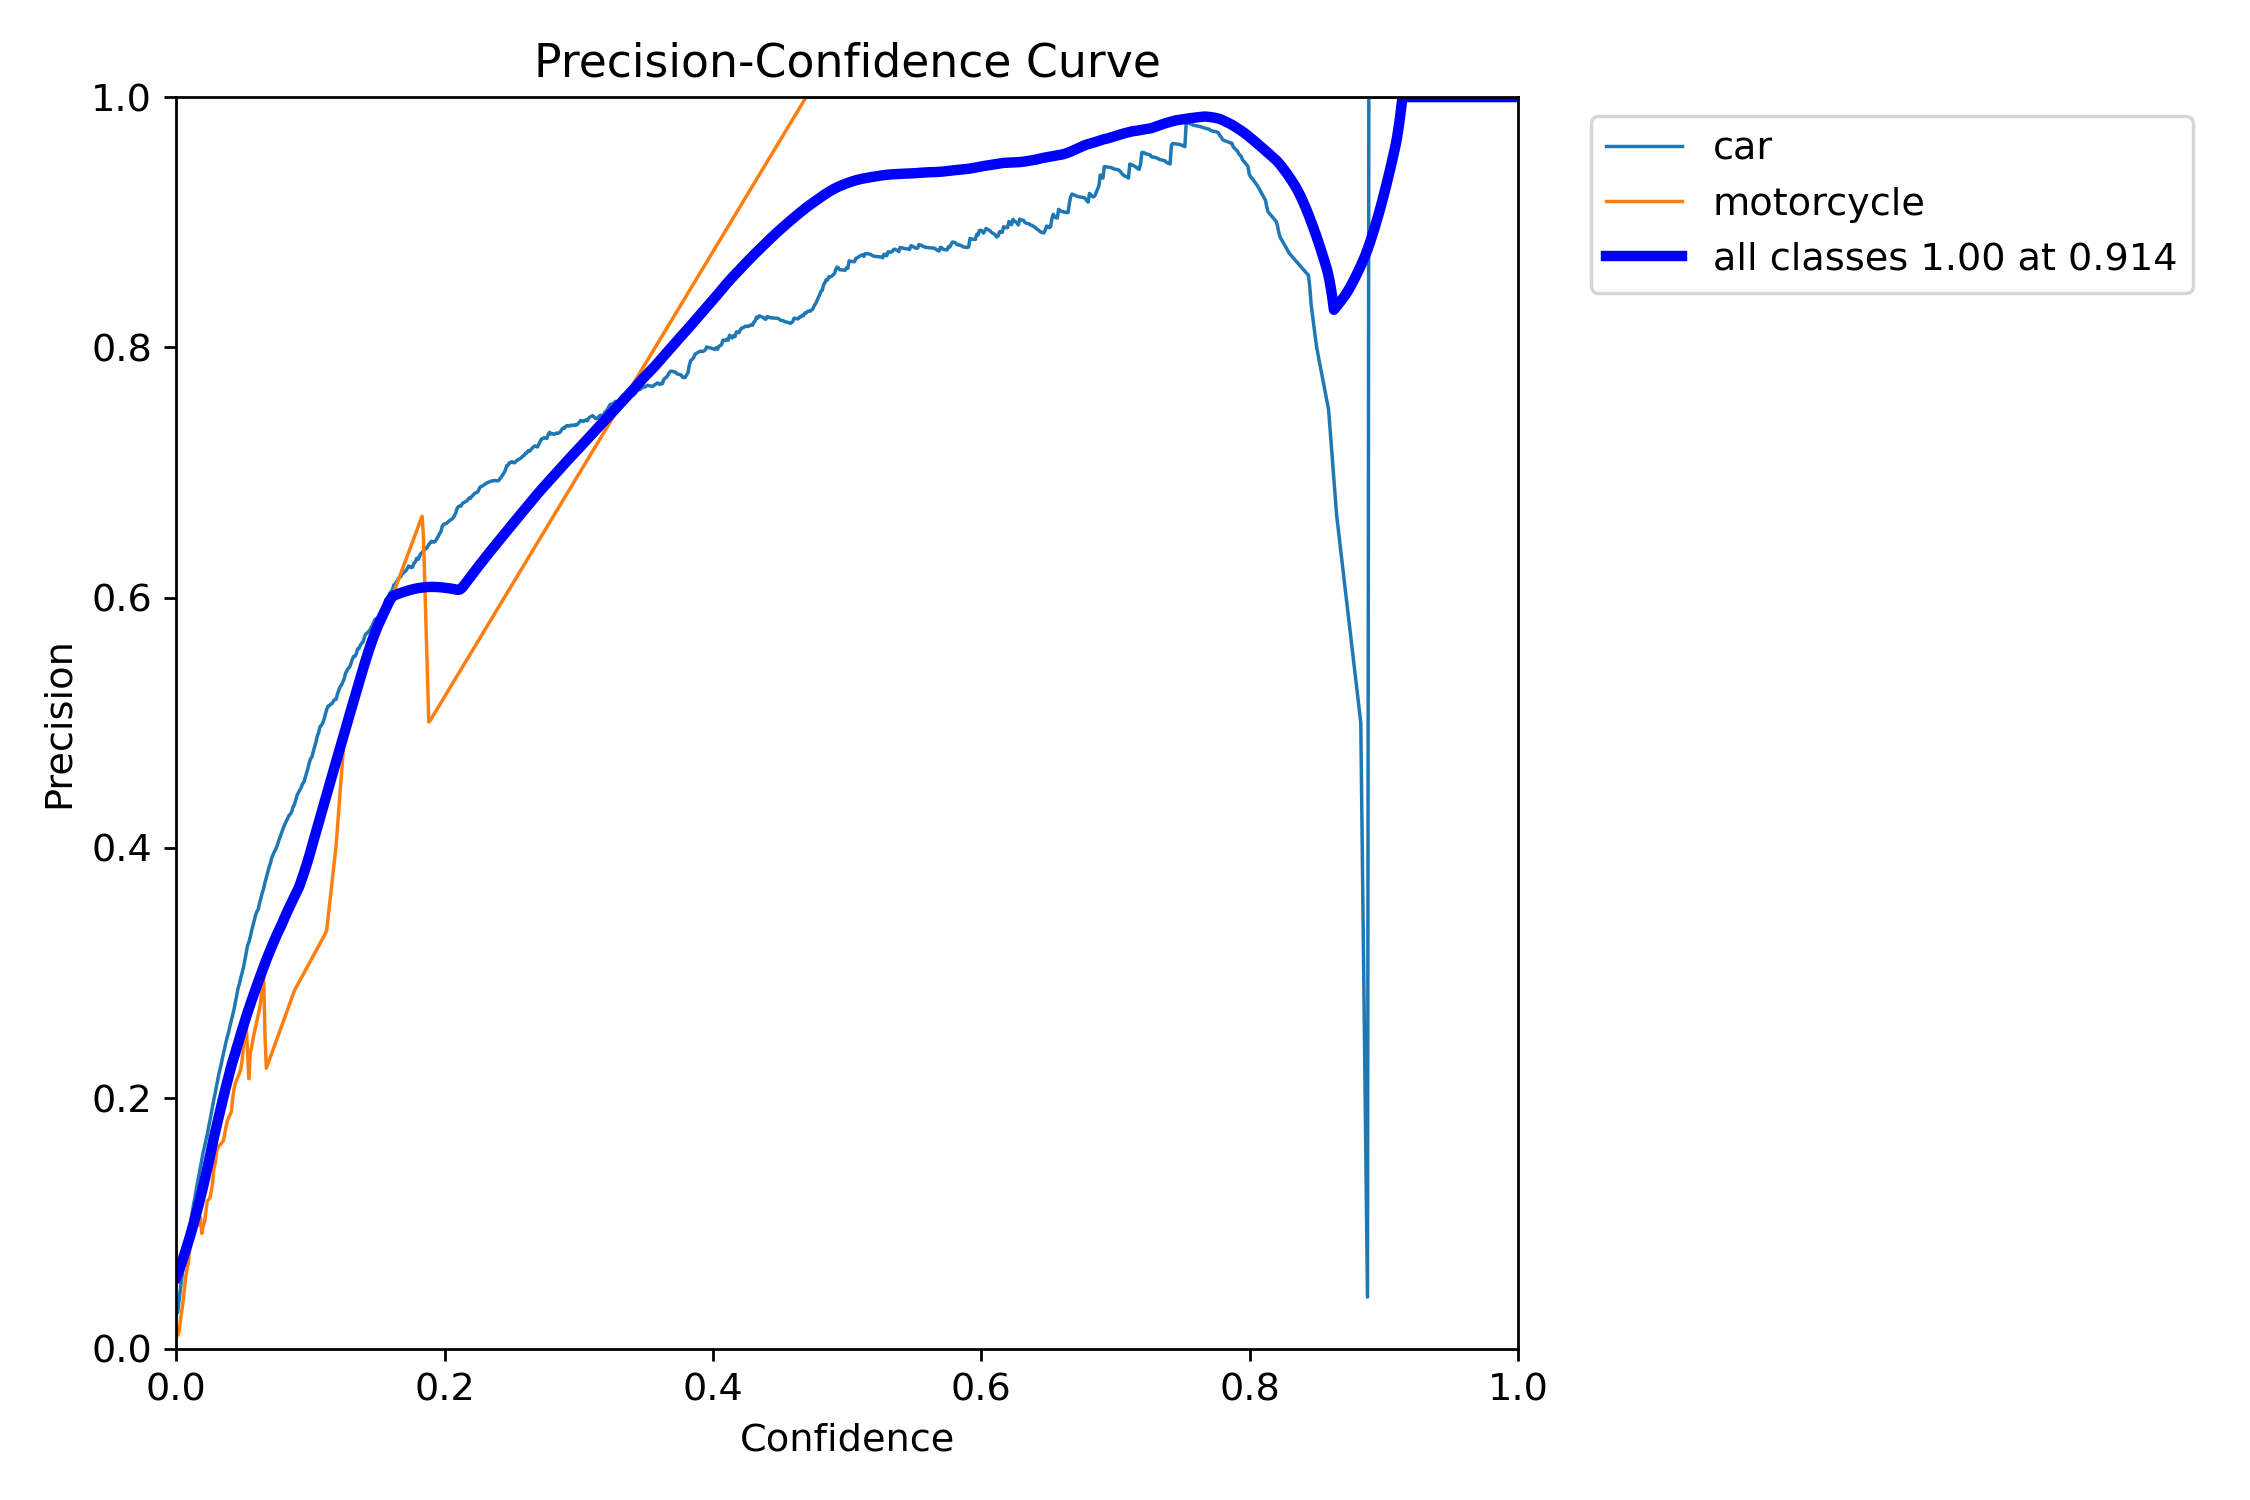 Precision-Confidence Curve
1.0
0.8
0.6
0.4
0.2
0.0
Precision
0.0 0.2 0.4 0.6 0.8 1.0
Confidence
car
motorcycle
all classes 1.00 at 0.914